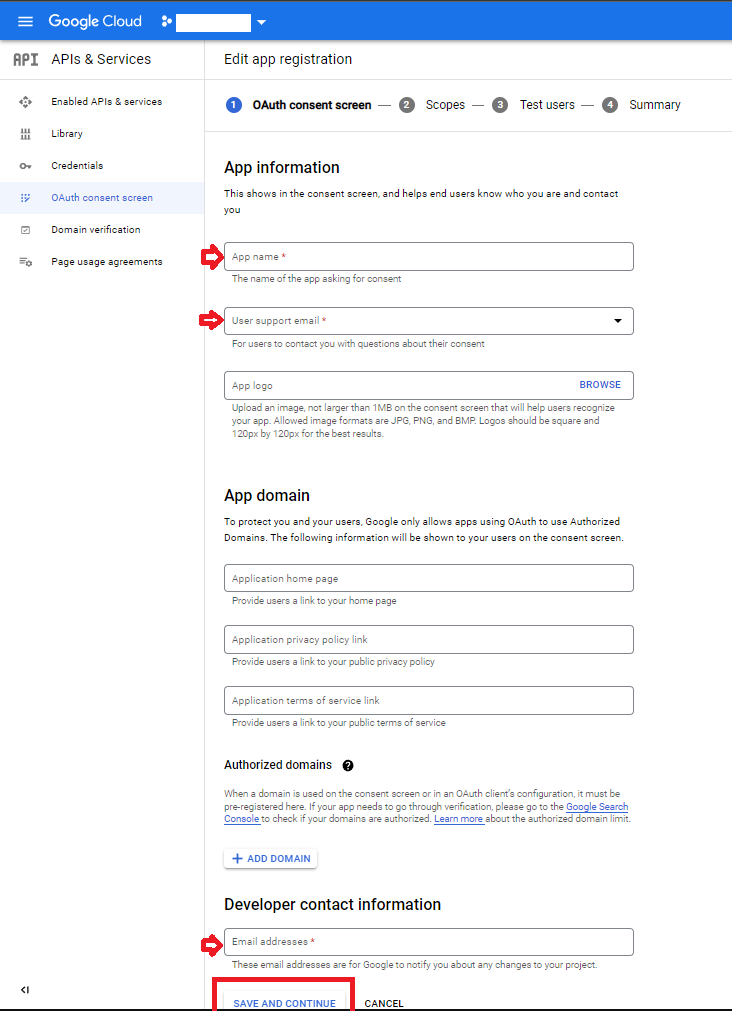 Google Cloud
API APIs & Services
Edit app registration
Enabled APIs & services
Library
Credentials
OAuth consent screen
Domain verification
Page usage agreements
1 OAuth consent screen — 2 Scopes — 3 Test users — 4 Summary
App information
This shows in the consent screen, and helps end users know who you are and contact
you
App name *
The name of the app asking for consent
User support email *
For users to contact you with questions about their consent
App logo BROWSE
Upload an image, not larger than 1MB on the consent screen that will help users recognize
your app. Allowed image formats are JPG, PNG, and BMP. Logos should be square and
120px by 120px for the best results.
App domain
To protect you and your users, Google only allows apps using OAuth to use Authorized
Domains. The following information will be shown to your users on the consent screen.
Application home page
Provide users a link to your home page
Application privacy policy link
Provide users a link to your public privacy policy
Application terms of service link
Provide users a link to your public terms of service
Authorized domains ?
When a domain is used on the consent screen or in an OAuth client's configuration, it must be
pre-registered here. If your app needs to go through verification, please go to the Google Search
Console to check if your domains are authorized. Learn more about the authorized domain limit.
+ ADD DOMAIN
Developer contact information
Email addresses *
These email addresses are for Google to notify you about any changes to your project.
SAVE AND CONTINUE CANCEL